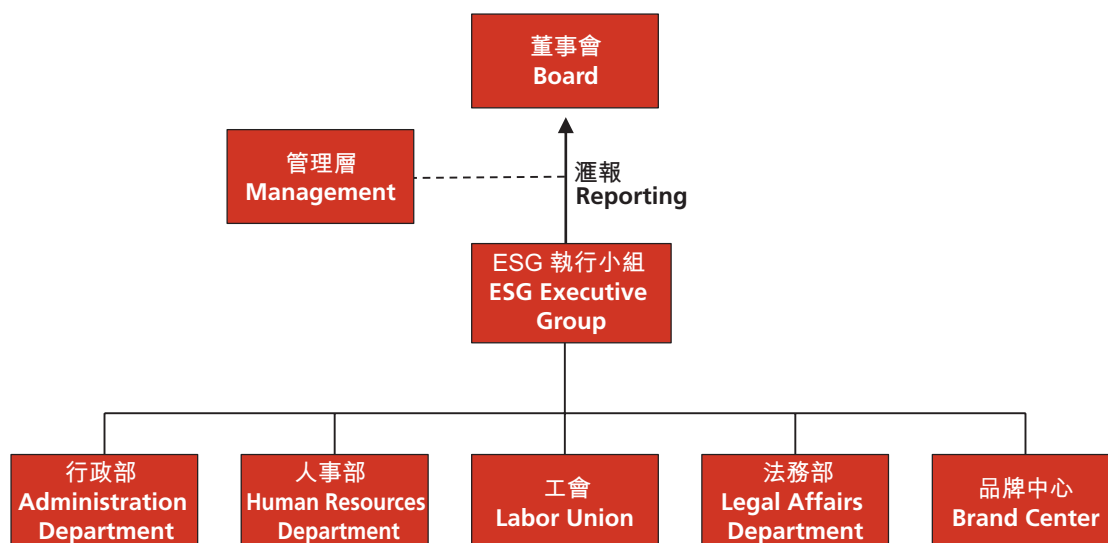 董事會
Board
管理層
Management
滙報
Reporting
ESG 執行小組
ESG Executive
Group
行政部
Administration
Department
人事部
Human Resources
Department
工會
Labor Union
法務部
Legal Affairs
Department
品牌中心
Brand Center